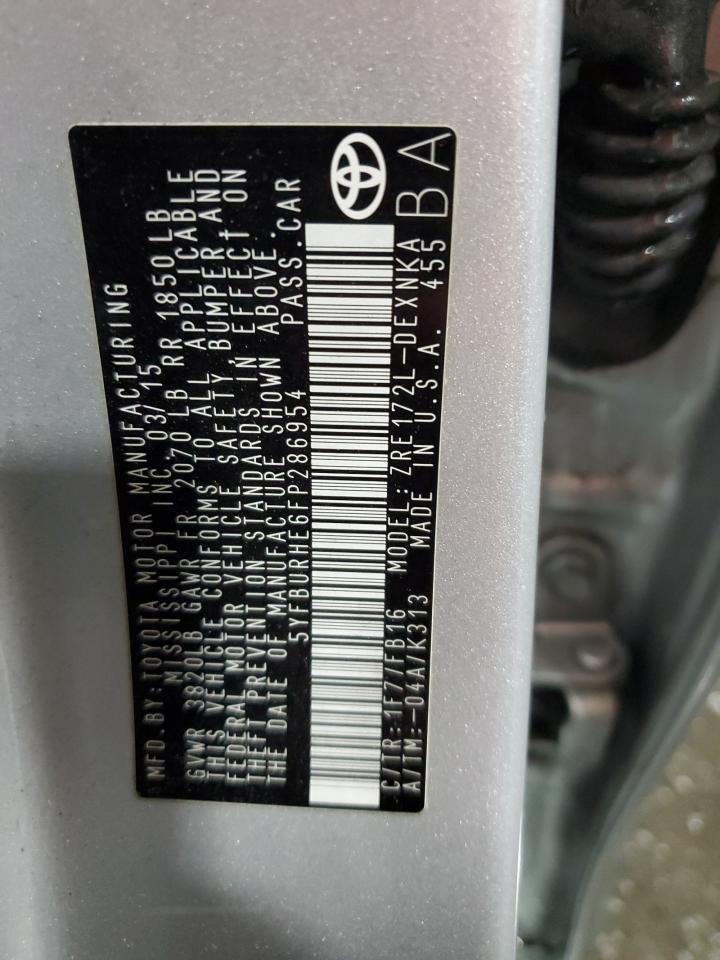 MFD.BY:TOYOTA MOTOR MANUFACTURING
MISSISSIPPI INC.03/15
GVWR 3820LB GAWR FR 2070LB RR 1850LB
THIS VEHICLE CONFORMS TO ALL APPLICABLE
FEDERAL MOTOR VEHICLE SAFETY,BUMPER,AND
THEFT PREVENTION STANDARDS IN EFFECT ON
THE DATE OF MANUFACTURE SHOWN ABOVE.
5YFBURHE6FP286954 PASS.CAR
C/TR:1F7/FB16 MODEL:ZRE172L-DEXNKA
A/TM:-04A/K313 MADE IN U.S.A. 455
BA